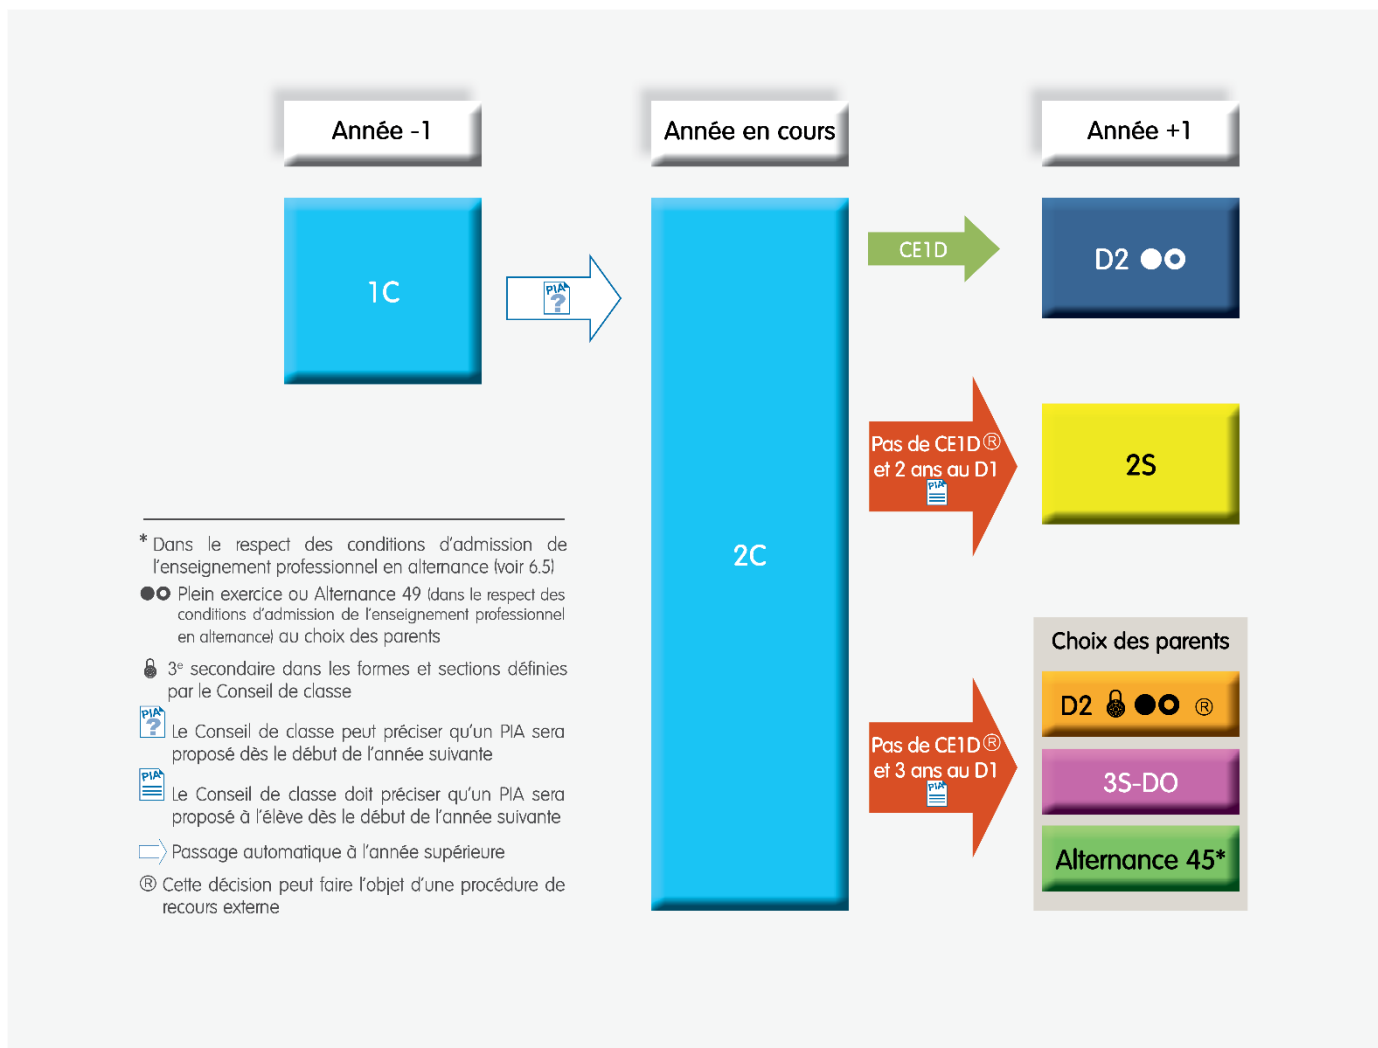 Année -1
Année en cours
Année +1
1C
PIA
?
2C
CE1D
D2
Pas de CE1D ®
et 2 ans au D1
PIA
2S
Pas de CE1D ®
et 3 ans au D1
PIA
Choix des parents
D2 ®
3S-DO
Alternance 45*
* Dans le respect des conditions d'admission de
l'enseignement professionnel en alternance (voir 6.5)
Plein exercice ou Alternance 49 (dans le respect des
conditions d'admission de l'enseignement professionnel
en alternance) au choix des parents
3e secondaire dans les formes et sections définies
par le Conseil de classe
PIA
?
Le Conseil de classe peut préciser qu'un PIA sera
proposé dès le début de l'année suivante
PIA
Le Conseil de classe doit préciser qu'un PIA sera
proposé à l'élève dès le début de l'année suivante
Passage automatique à l'année supérieure
® Cette décision peut faire l'objet d'une procédure de
recours externe